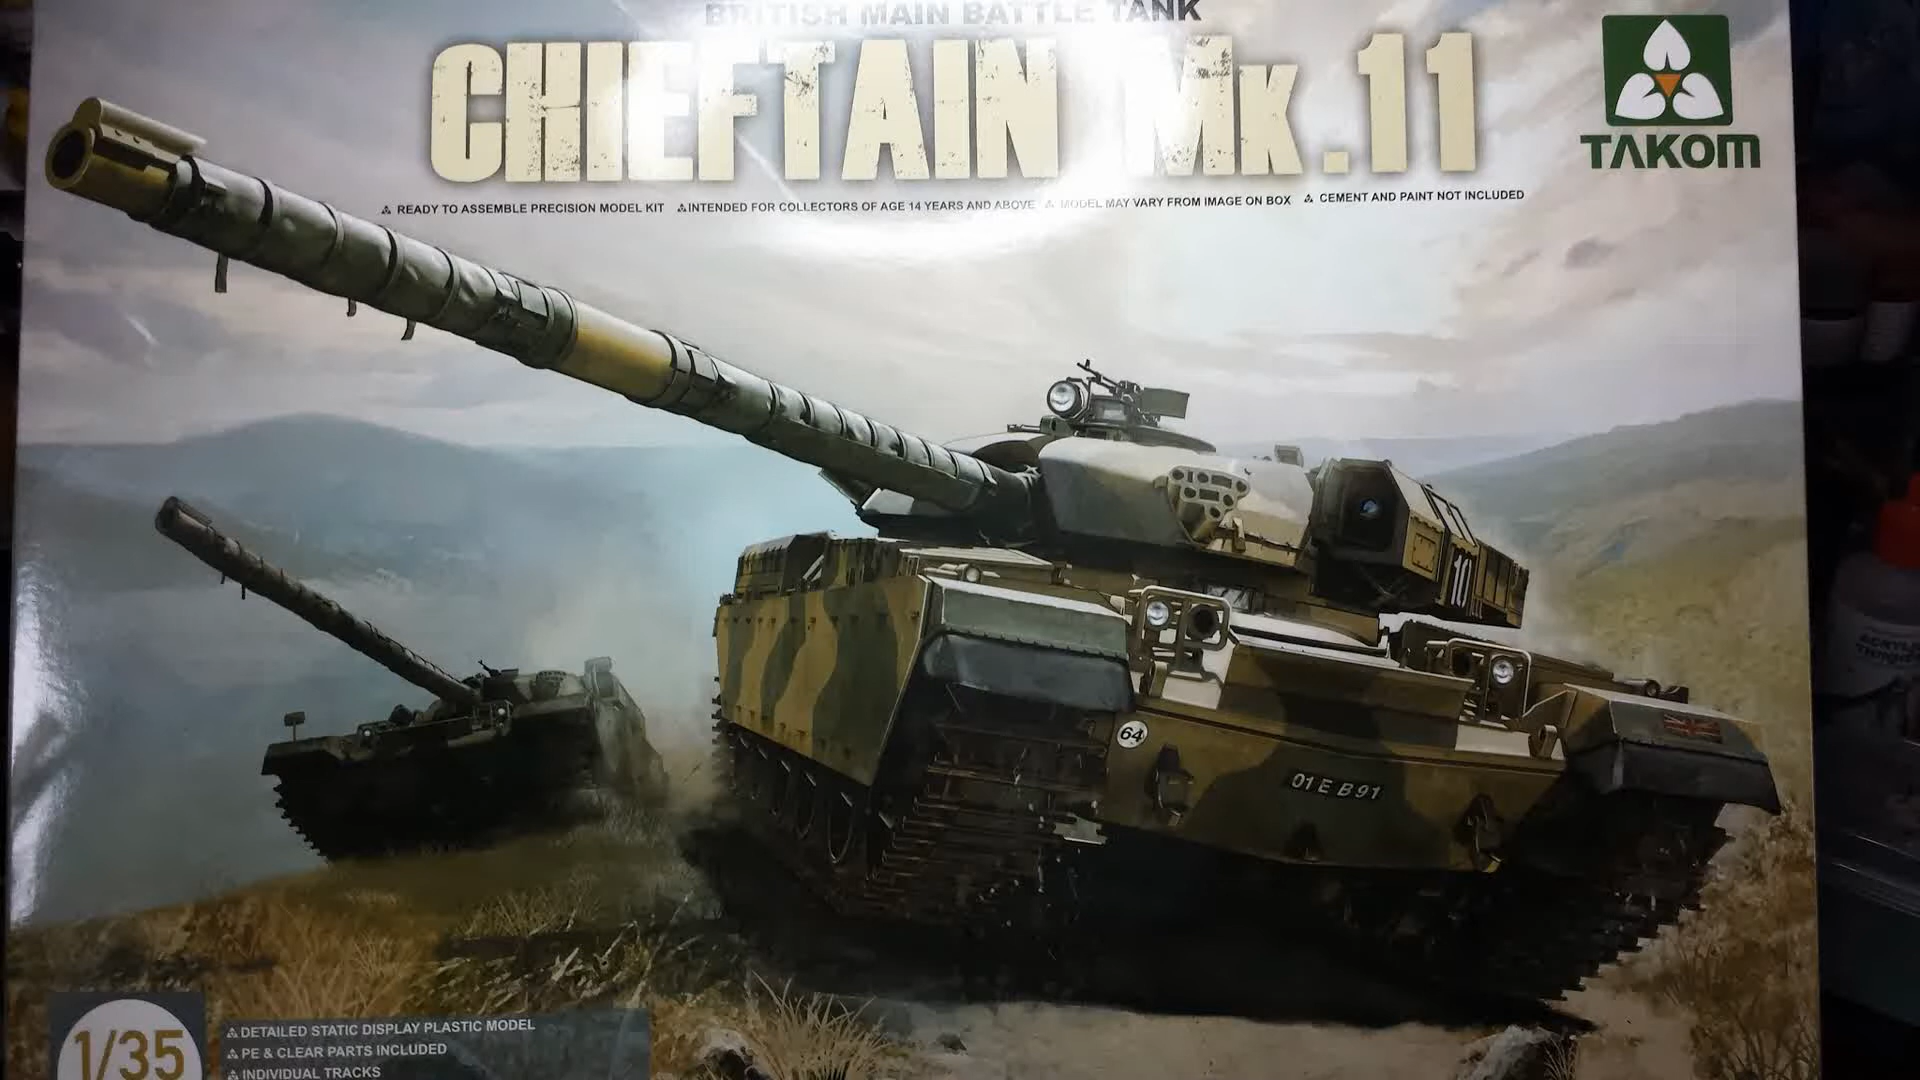 BRITISH MAIN BATTLE TANK
CHIEFTAIN Mk.11
TAKOM
READY TO ASSEMBLE PRECISION MODEL KIT INTENDED FOR COLLECTORS OF AGE 14 YEARS AND ABOVE MODEL MAY VARY FROM IMAGE ON BOX CEMENT AND PAINT NOT INCLUDED
10
64
01EB91
1/35
DETAILED STATIC DISPLAY PLASTIC MODEL
PE & CLEAR PARTS INCLUDED
INDIVIDUAL TRACKS